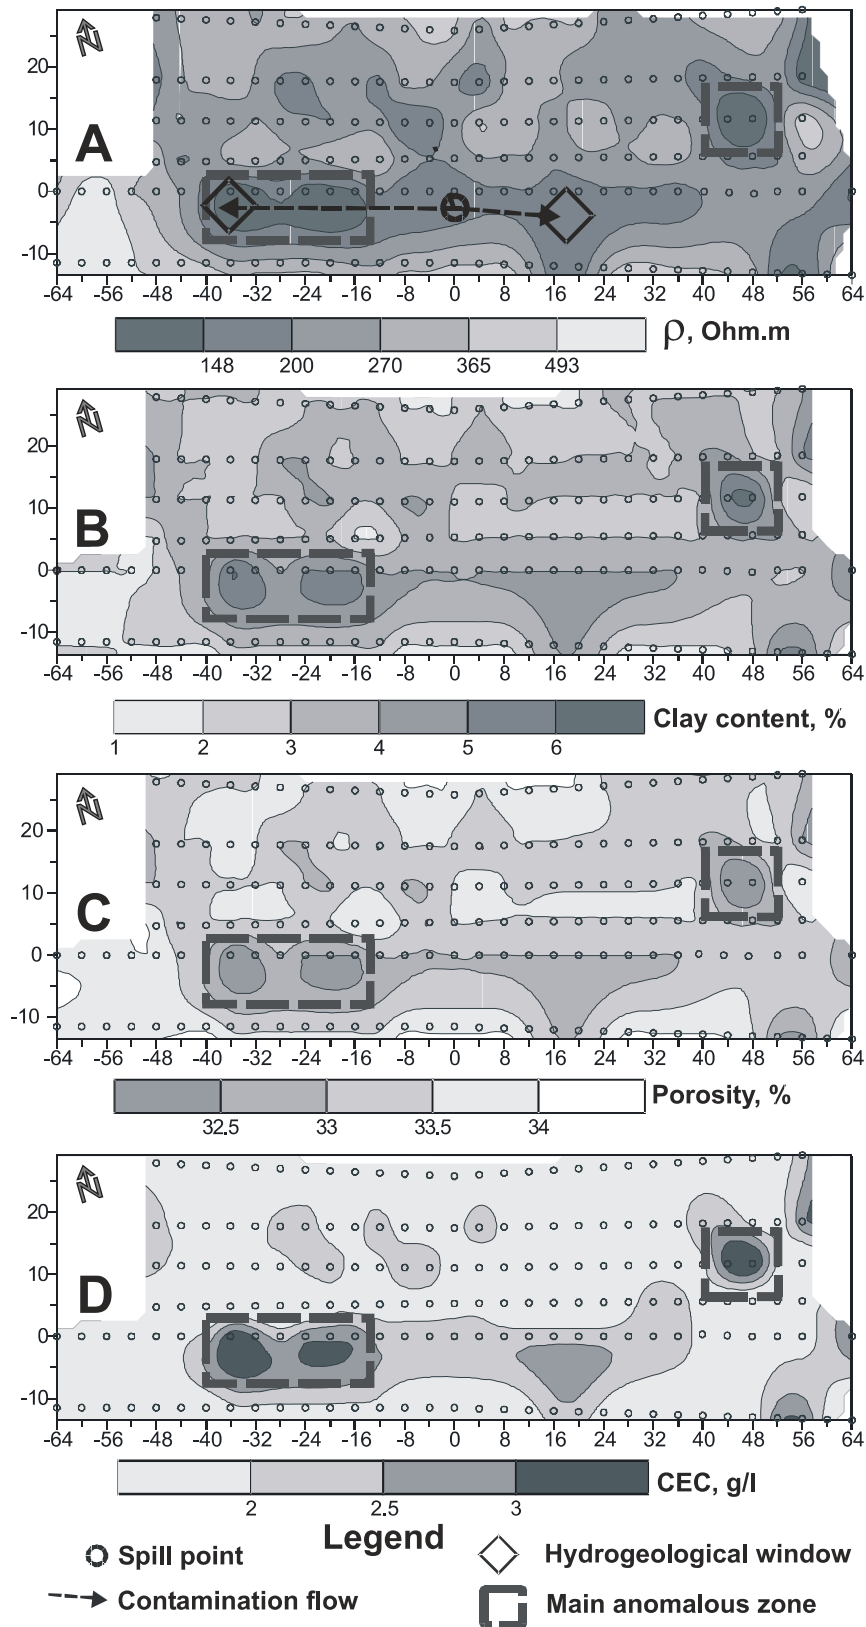 N
20
10
0
-10
A
-64 -56 -48 -40 -32 -24 -16 -8 0 8 16 24 32 40 48 56 64
148 200 270 365 493
ρ, Ohm.m
N
20
10
0
-10
B
-64 -56 -48 -40 -32 -24 -16 -8 0 8 16 24 32 40 48 56 64
1 2 3 4 5 6
Clay content, %
N
20
10
0
-10
C
-64 -56 -48 -40 -32 -24 -16 -8 0 8 16 24 32 40 48 56 64
32.5 33 33.5 34
Porosity, %
N
20
10
0
-10
D
-64 -56 -48 -40 -32 -24 -16 -8 0 8 16 24 32 40 48 56 64
2 2.5 3
CEC, g/l
Legend
Spill point
Hydrogeological window
Contamination flow
Main anomalous zone